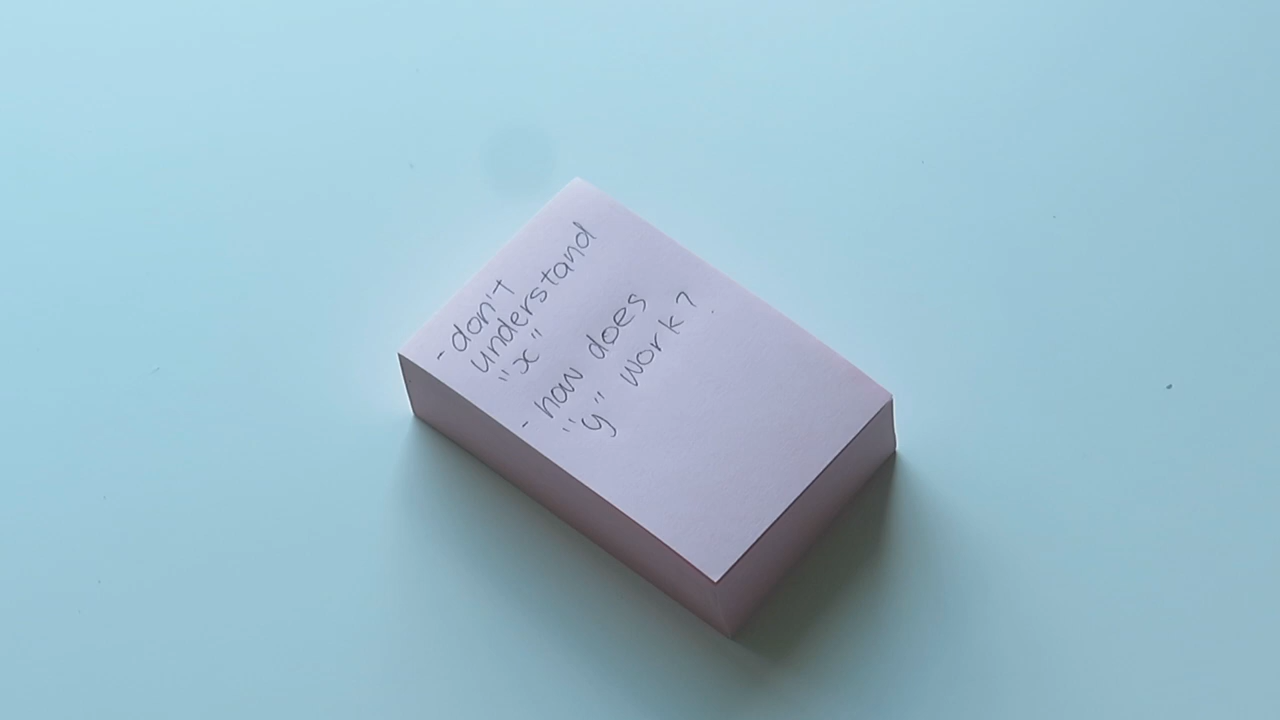 - don't
understand
"x"
- how does
"y" work?